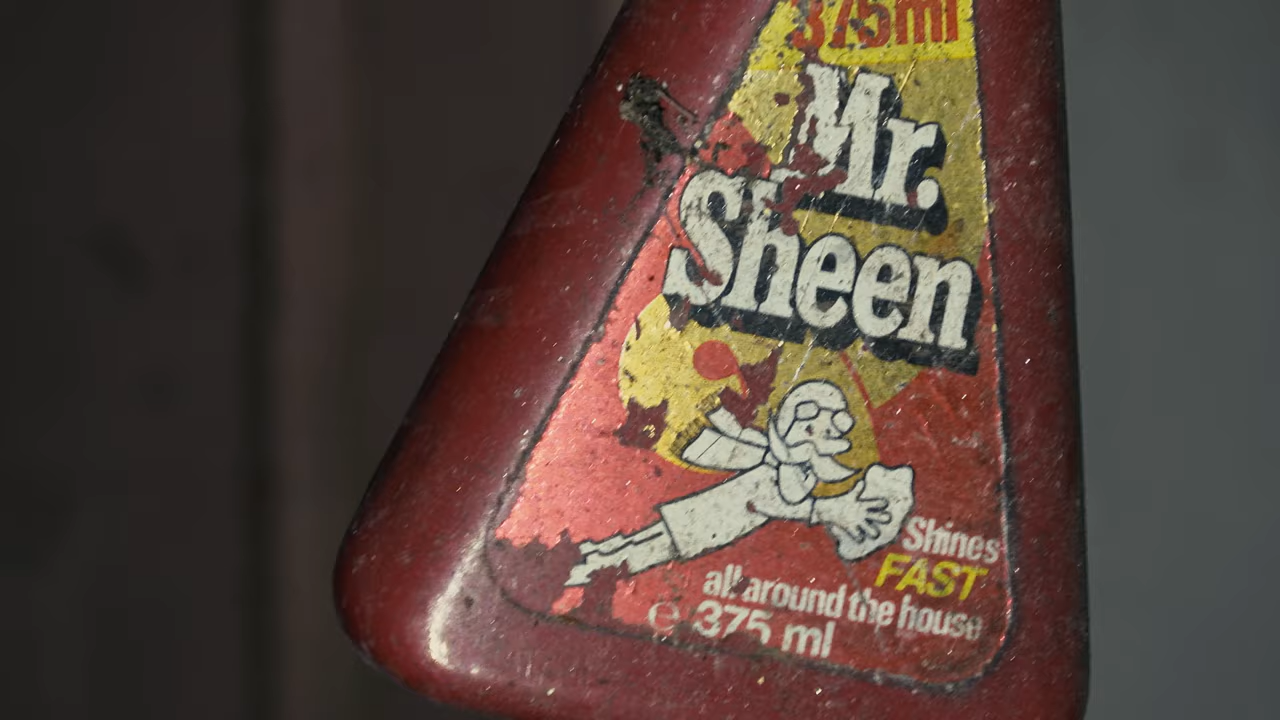 375ml
Mr.
Sheen
Shines
FAST
all around the house
e 375 ml